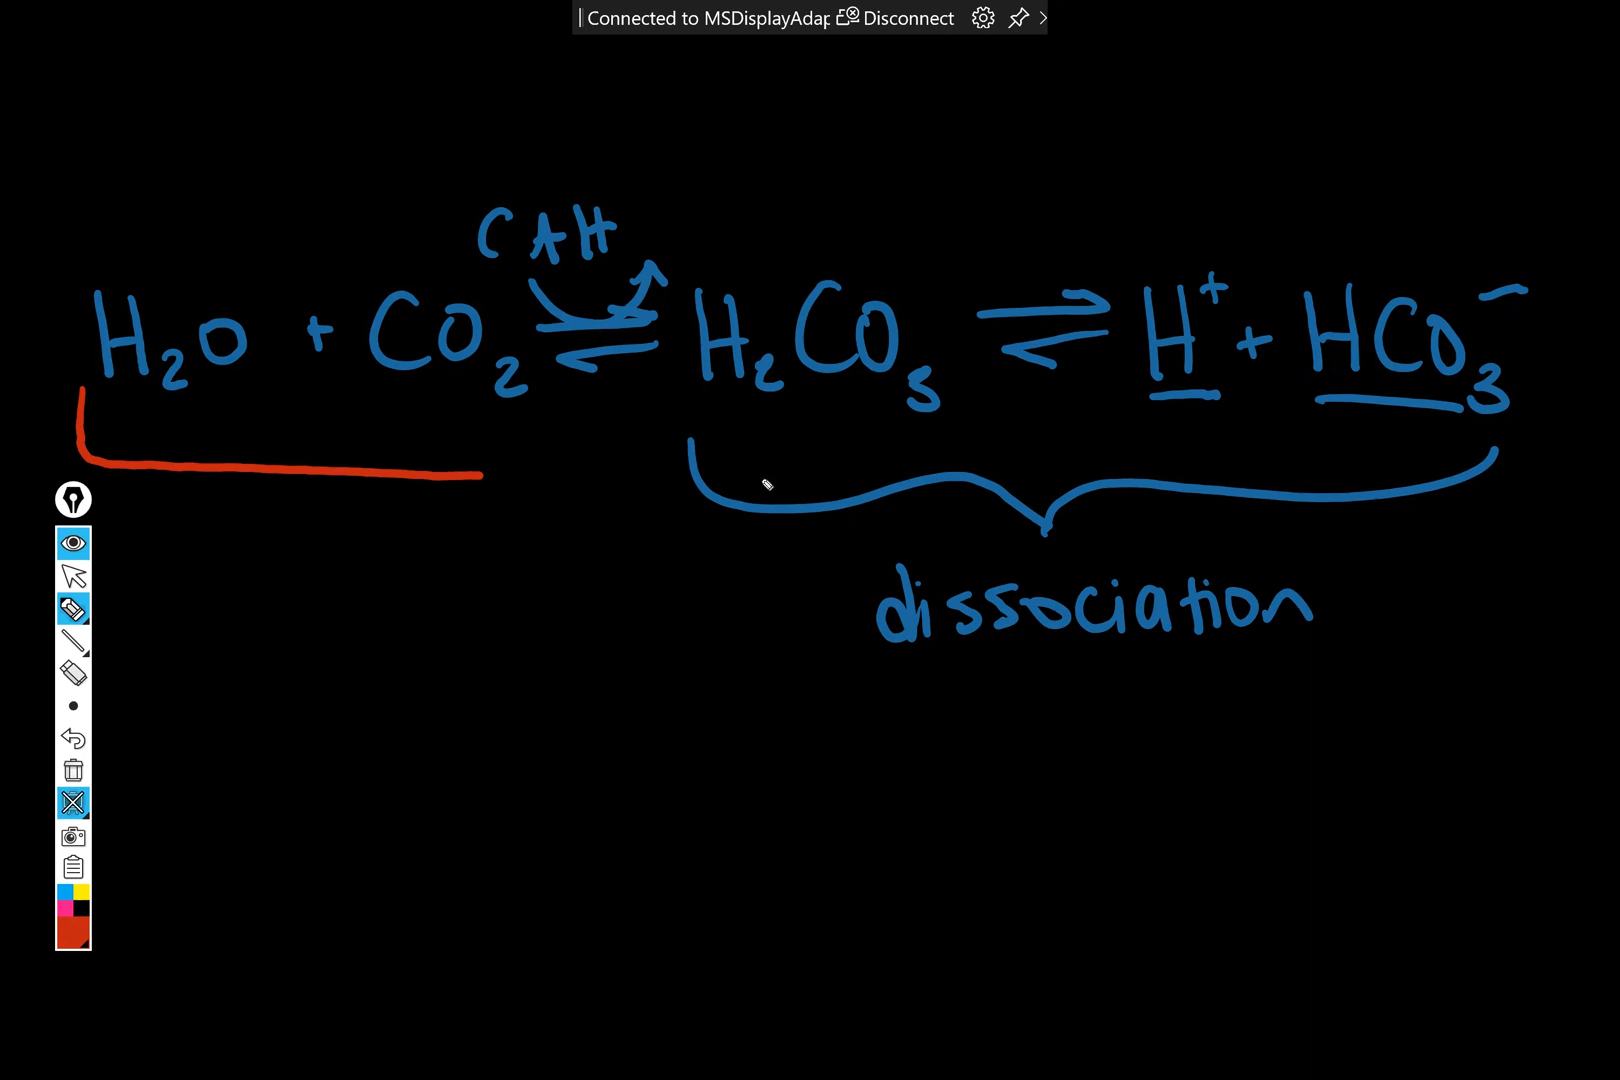 Connected to MSDisplayAdap Disconnect
CAH
H₂O + CO₂ ⇌ H₂CO₃ ⇌ H⁺ + HCO₃⁻
dissociation